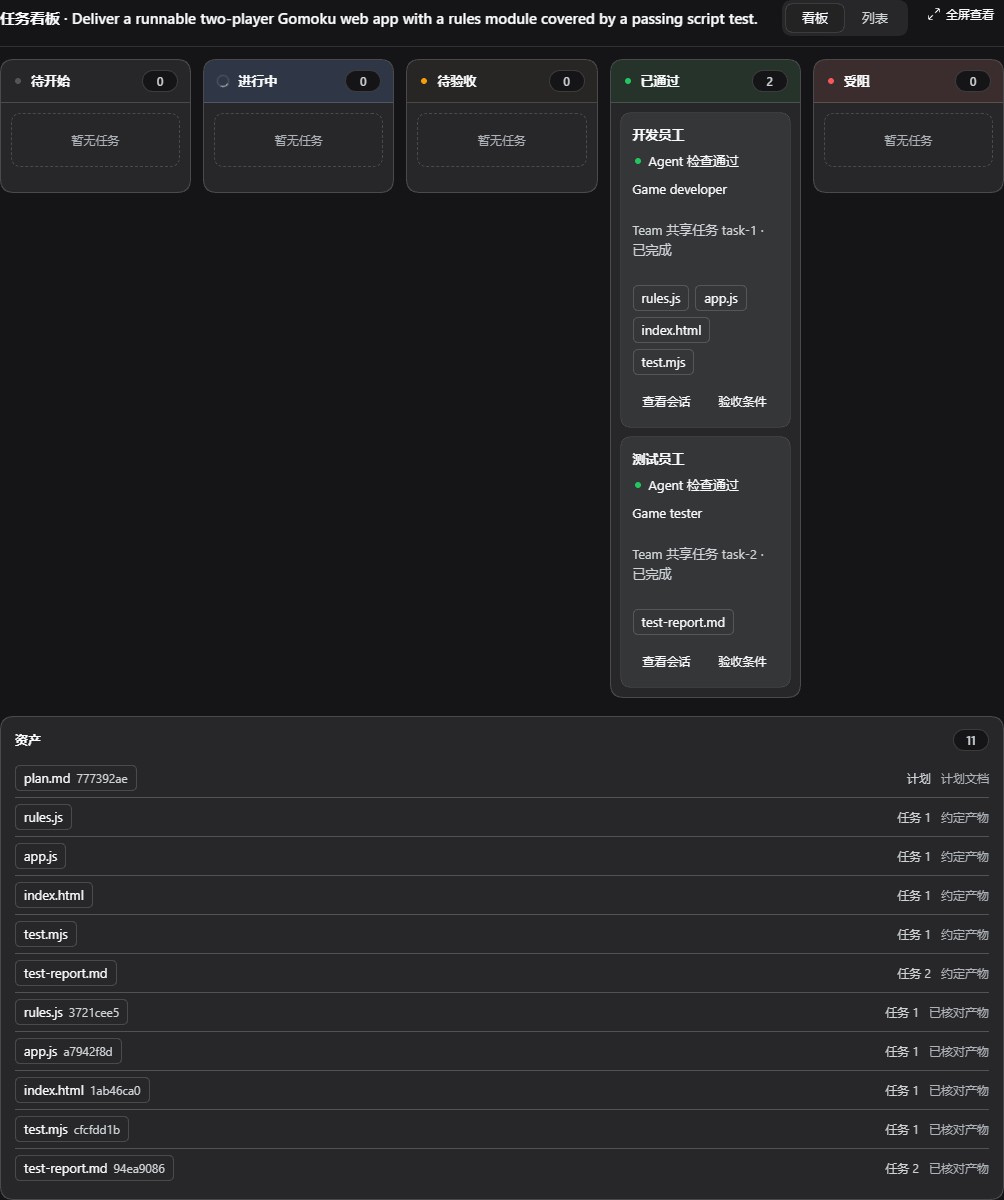 任务看板 · Deliver a runnable two-player Gomoku web app with a rules module covered by a passing script test.
看板 列表 全屏查看
待开始 0
暂无任务
进行中 0
暂无任务
待验收 0
暂无任务
已通过 2
开发员工
Agent 检查通过
Game developer
Team 共享任务 task-1 ·
已完成
rules.js app.js
index.html
test.mjs
查看会话 验收条件
测试员工
Agent 检查通过
Game tester
Team 共享任务 task-2 ·
已完成
test-report.md
查看会话 验收条件
受阻 0
暂无任务
资产 11
plan.md 777392ae 计划 计划文档
rules.js 任务 1 约定产物
app.js 任务 1 约定产物
index.html 任务 1 约定产物
test.mjs 任务 1 约定产物
test-report.md 任务 2 约定产物
rules.js 3721cee5 任务 1 已核对产物
app.js a7942f8d 任务 1 已核对产物
index.html 1ab46ca0 任务 1 已核对产物
test.mjs cfcfdd1b 任务 1 已核对产物
test-report.md 94ea9086 任务 2 已核对产物